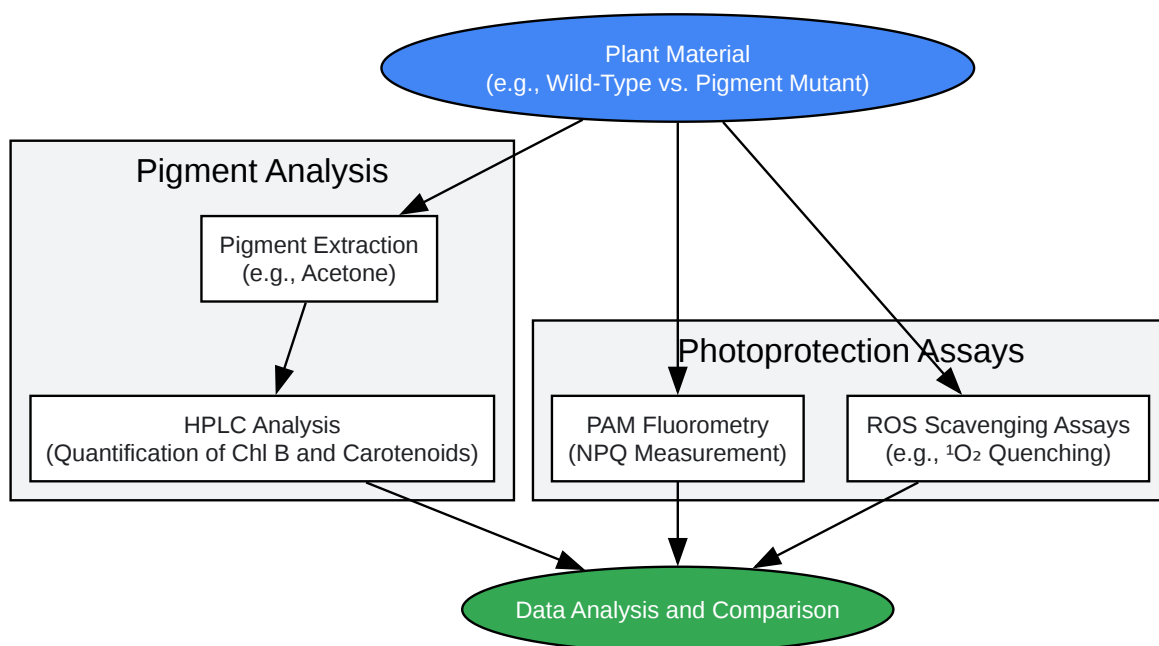 Plant Material
(e.g., Wild-Type vs. Pigment Mutant)
Pigment Analysis
Pigment Extraction
(e.g., Acetone)
HPLC Analysis
(Quantification of Chl B and Carotenoids)
Photoprotection Assays
PAM Fluorometry
(NPQ Measurement)
ROS Scavenging Assays
(e.g., ¹O₂ Quenching)
Data Analysis and Comparison